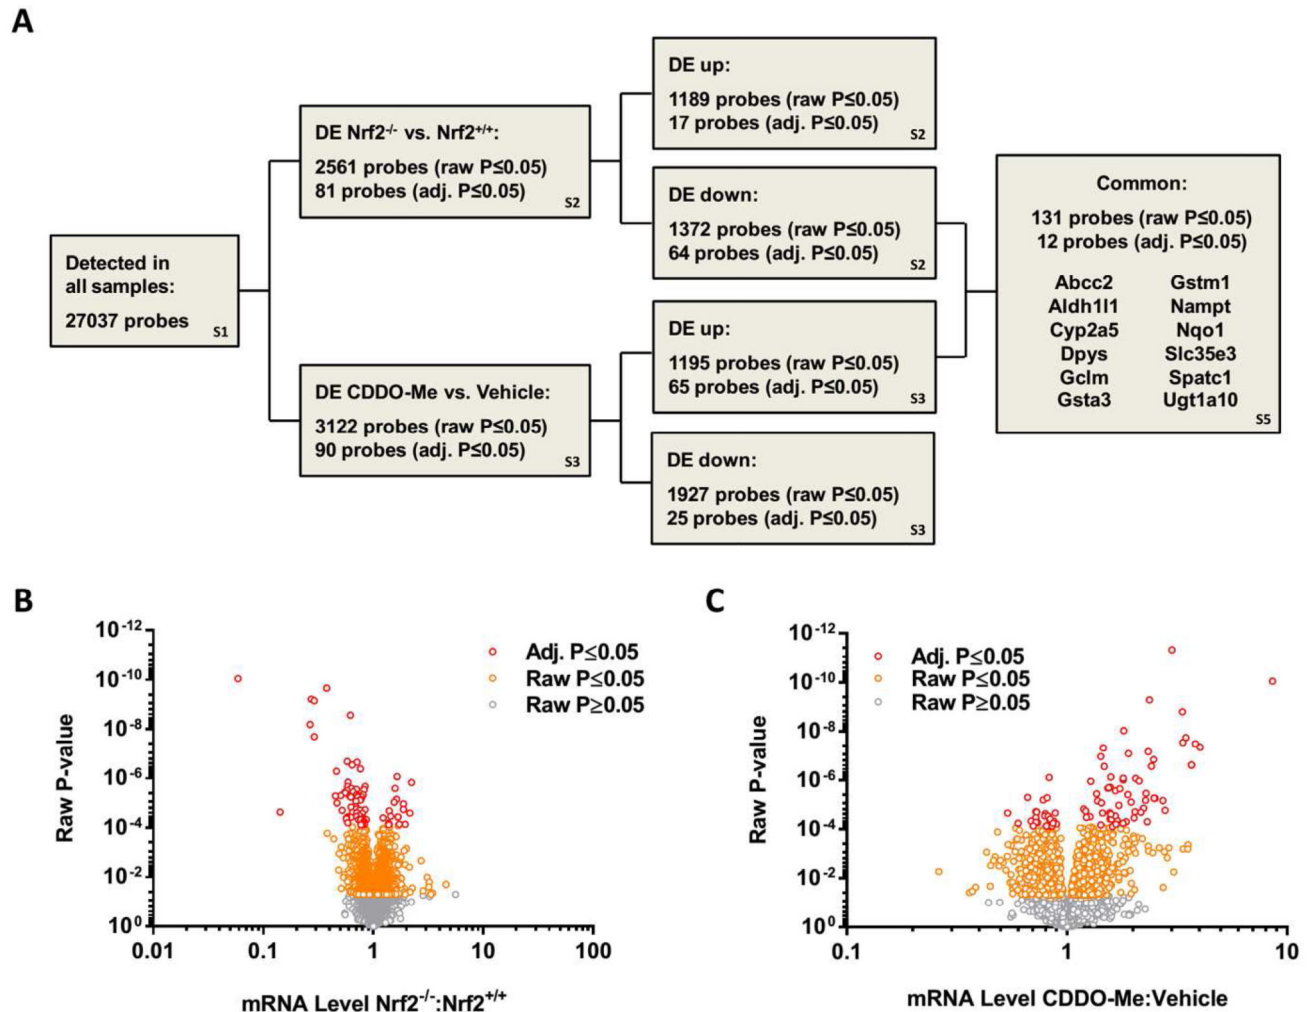 A
Detected in
all samples:
27037 probes
S1
DE Nrf2-/- vs. Nrf2+/+:
2561 probes (raw P≤0.05)
81 probes (adj. P≤0.05)
S2
DE CDDO-Me vs. Vehicle:
3122 probes (raw P≤0.05)
90 probes (adj. P≤0.05)
S3
DE up:
1189 probes (raw P≤0.05)
17 probes (adj. P≤0.05)
S2
DE down:
1372 probes (raw P≤0.05)
64 probes (adj. P≤0.05)
S2
DE up:
1195 probes (raw P≤0.05)
65 probes (adj. P≤0.05)
S3
DE down:
1927 probes (raw P≤0.05)
25 probes (adj. P≤0.05)
S3
Common:
131 probes (raw P≤0.05)
12 probes (adj. P≤0.05)
Abcc2 Gstm1
Aldh1l1 Nampt
Cyp2a5 Nqo1
Dpys Slc35e3
Gclm Spatc1
Gsta3 Ugt1a10
S5
B
Raw P-value
10-12
10-10
10-8
10-6
10-4
10-2
100
0.01 0.1 1 10 100
mRNA Level Nrf2-/-:Nrf2+/+
Adj. P≤0.05
Raw P≤0.05
Raw P≥0.05
C
Raw P-value
10-12
10-10
10-8
10-6
10-4
10-2
100
0.1 1 10
mRNA Level CDDO-Me:Vehicle
Adj. P≤0.05
Raw P≤0.05
Raw P≥0.05